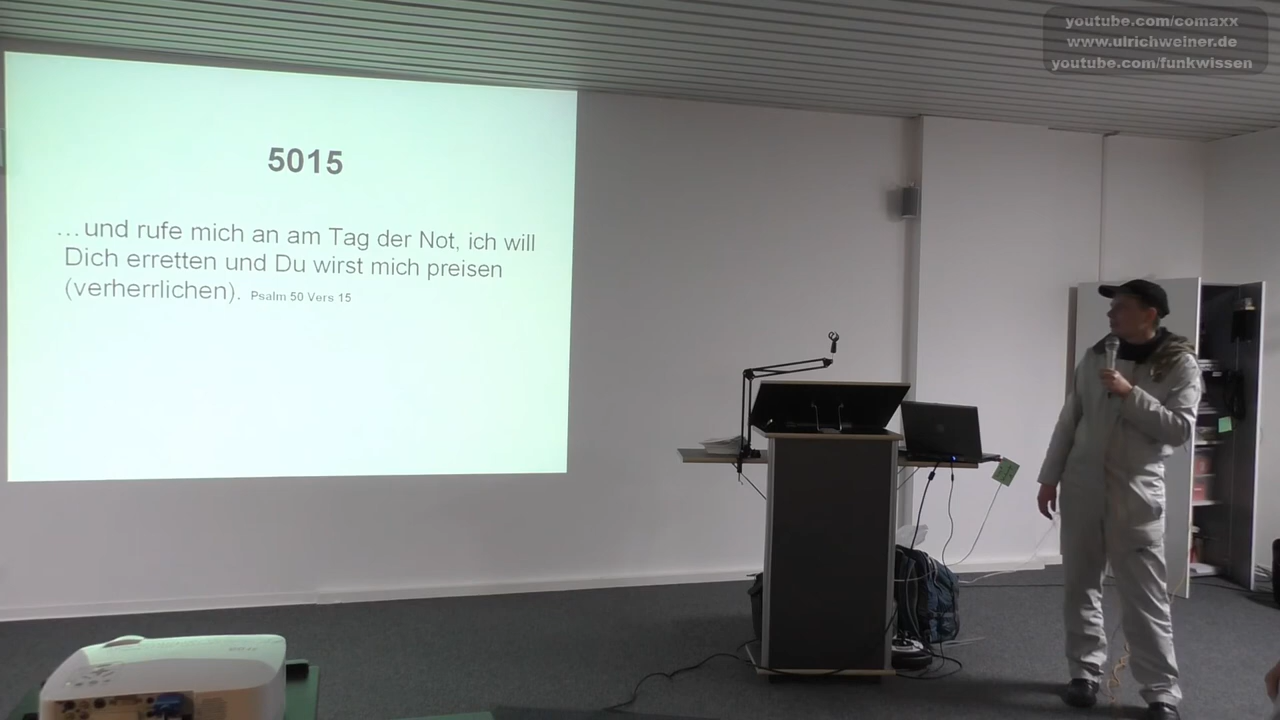 youtube.com/comaxx
www.ulrichweiner.de
youtube.com/funkwissen
5015
...und rufe mich an am Tag der Not, ich will
Dich erretten und Du wirst mich preisen
(verherrlichen). Psalm 50 Vers 15